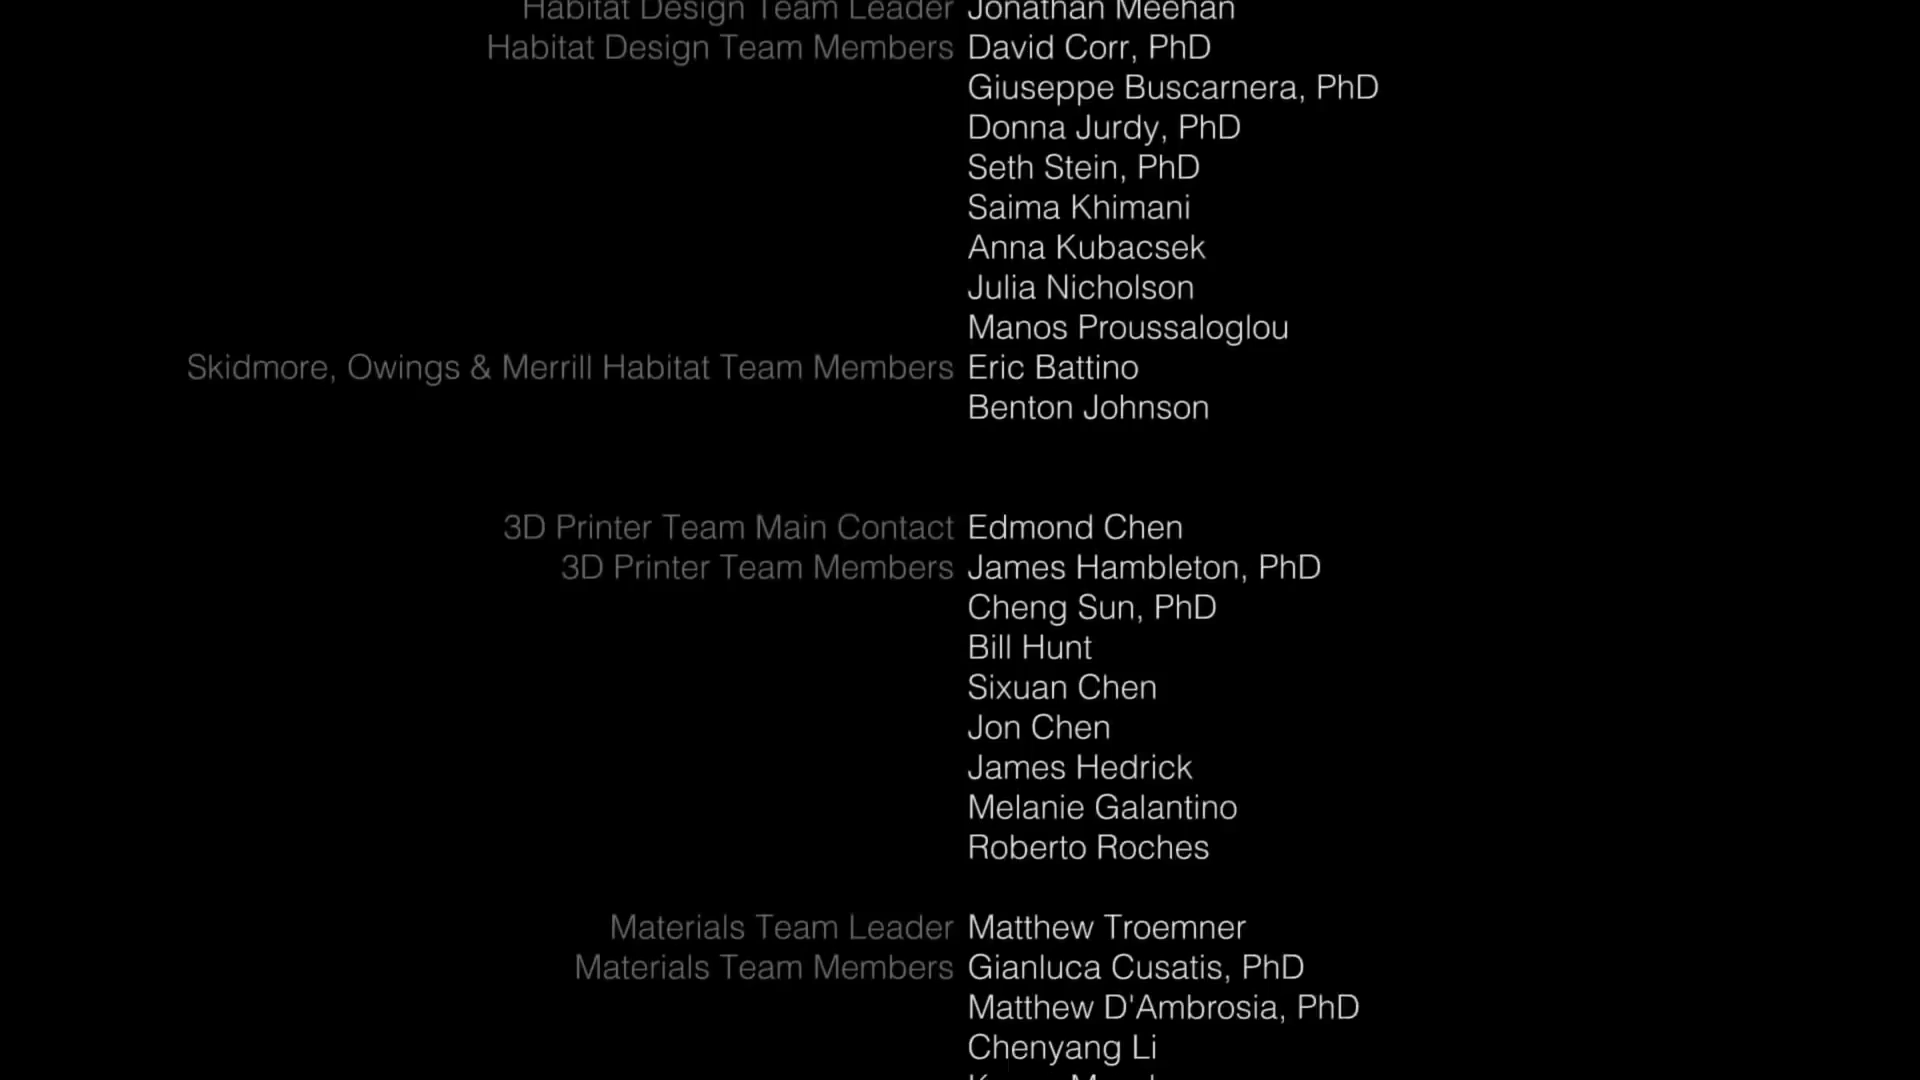 Habitat Design Team Leader Jonathan Meehan
Habitat Design Team Members David Corr, PhD
Giuseppe Buscarnera, PhD
Donna Jurdy, PhD
Seth Stein, PhD
Saima Khimani
Anna Kubacsek
Julia Nicholson
Manos Proussaloglou
Skidmore, Owings & Merrill Habitat Team Members Eric Battino
Benton Johnson
3D Printer Team Main Contact Edmond Chen
3D Printer Team Members James Hambleton, PhD
Cheng Sun, PhD
Bill Hunt
Sixuan Chen
Jon Chen
James Hedrick
Melanie Galantino
Roberto Roches
Materials Team Leader Matthew Troemner
Materials Team Members Gianluca Cusatis, PhD
Matthew D'Ambrosia, PhD
Chenyang Li